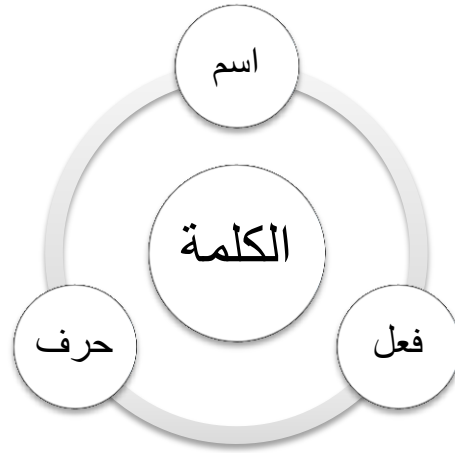 اسم
الكلمة
فعل
حرف